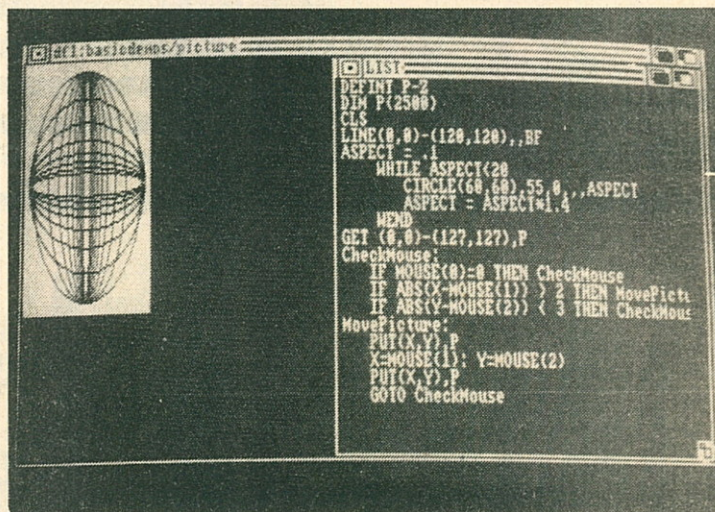 df1:basicdemos/picture
LIST
DEFINT P-Z
DIM P(2500)
CLS
LINE(0,0)-(120,120),,BF
ASPECT = .1
WHILE ASPECT<20
CIRCLE(60,60),55,0,,,ASPECT
ASPECT = ASPECT*1.4
WEND
GET (0,0)-(127,127),P
CheckMouse:
IF MOUSE(0)=0 THEN CheckMouse
IF ABS(X-MOUSE(1)) > 2 THEN MovePictu
IF ABS(Y-MOUSE(2)) < 3 THEN CheckMous
MovePicture:
PUT(X,Y),P
X=MOUSE(1): Y=MOUSE(2)
PUT(X,Y),P
GOTO CheckMouse